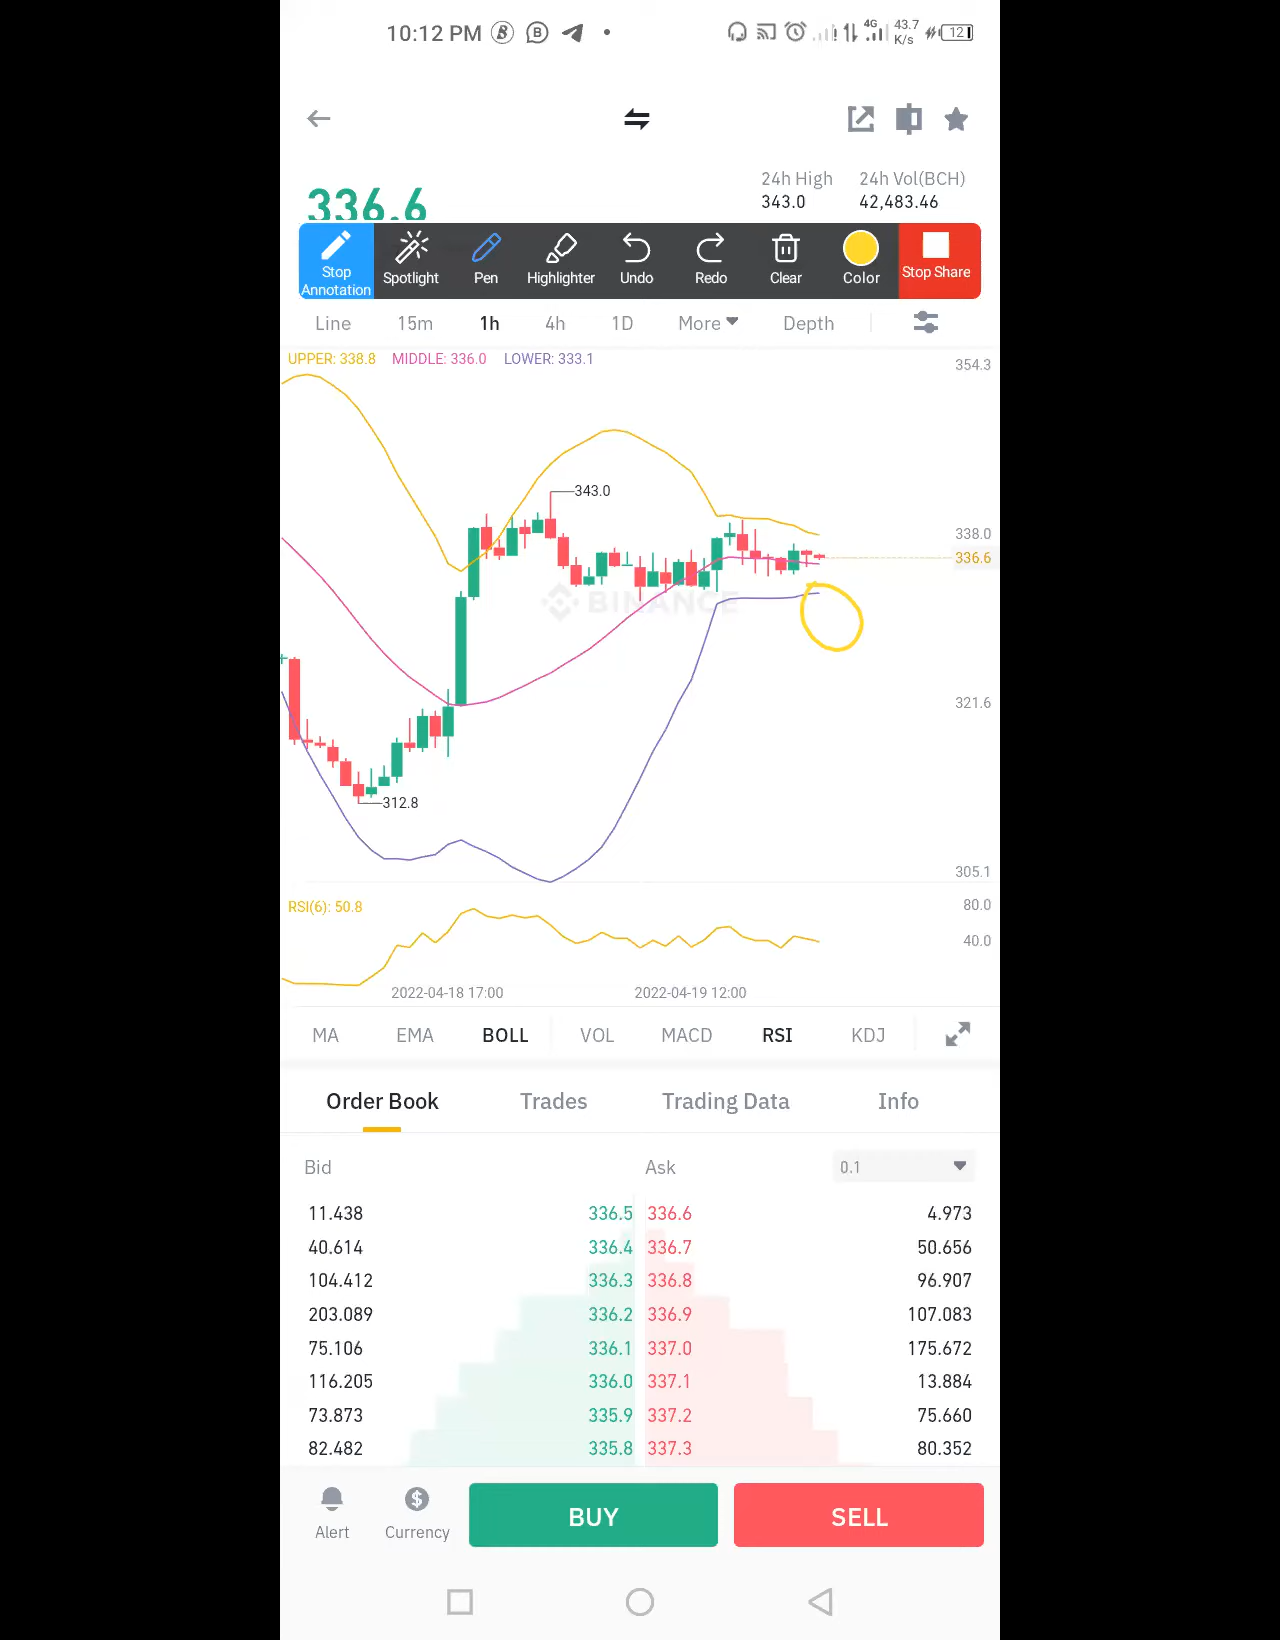 10:12 PM
4G 43.7 K/s 12
24h High 24h Vol(BCH)
336.6 343.0 42,483.46
Stop Annotation Spotlight Pen Highlighter Undo Redo Clear Color Stop Share
Line 15m 1h 4h 1D More Depth
UPPER: 338.8 MIDDLE: 336.0 LOWER: 333.1
354.3
343.0
338.0
336.6
BINANCE
321.6
312.8
305.1
RSI(6): 50.8 80.0
40.0
2022-04-18 17:00 2022-04-19 12:00
MA EMA BOLL VOL MACD RSI KDJ
Order Book Trades Trading Data Info
Bid Ask 0.1
11.438 336.5 336.6 4.973
40.614 336.4 336.7 50.656
104.412 336.3 336.8 96.907
203.089 336.2 336.9 107.083
75.106 336.1 337.0 175.672
116.205 336.0 337.1 13.884
73.873 335.9 337.2 75.660
82.482 335.8 337.3 80.352
Alert Currency BUY SELL